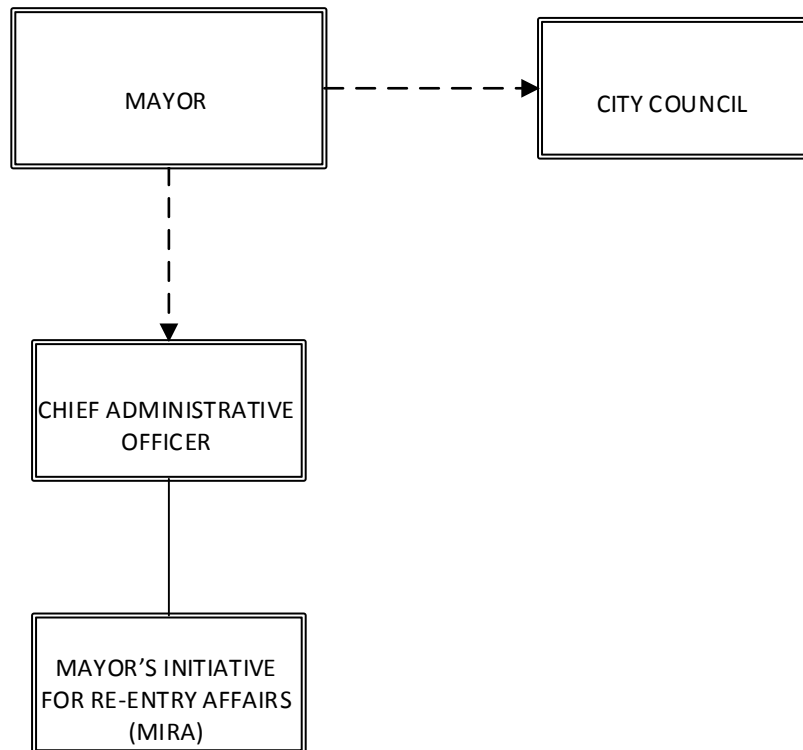 MAYOR
CITY COUNCIL
CHIEF ADMINISTRATIVE
OFFICER
MAYOR’S INITIATIVE
FOR RE-ENTRY AFFAIRS
(MIRA)